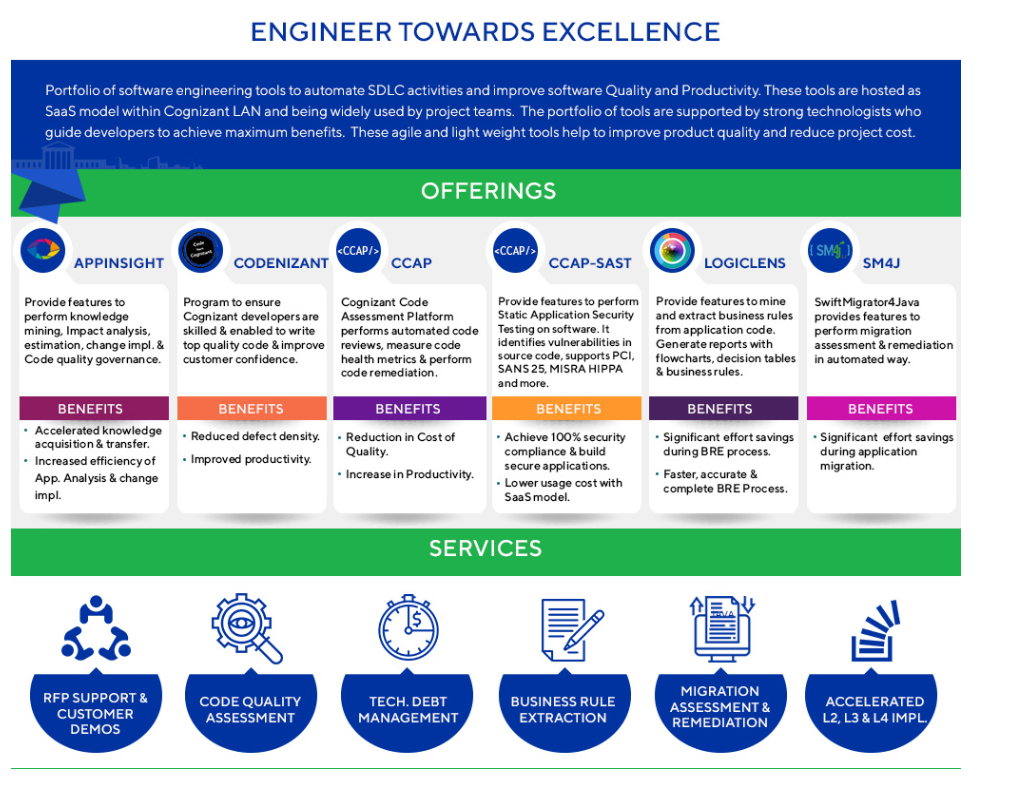 ENGINEER TOWARDS EXCELLENCE
Portfolio of software engineering tools to automate SDLC activities and improve software Quality and Productivity. These tools are hosted as
SaaS model within Cognizant LAN and being widely used by project teams. The portfolio of tools are supported by strong technologists who
guide developers to achieve maximum benefits. These agile and light weight tools help to improve product quality and reduce project cost.
OFFERINGS
APPINSIGHT
Provide features to
perform knowledge
mining, Impact analysis,
estimation, change impl. &
Code quality governance.
BENEFITS
• Accelerated knowledge
acquisition & transfer.
• Increased efficiency of
App. Analysis & change
impl.
Code
Cognizant
CODENIZANT
Program to ensure
Cognizant developers are
skilled & enabled to write
top quality code & improve
customer confidence.
BENEFITS
• Reduced defect density.
• Improved productivity.
<CCAP/>
CCAP
Cognizant Code
Assessment Platform
performs automated code
reviews, measure code
health metrics & perform
code remediation.
BENEFITS
• Reduction in Cost of
Quality.
• Increase in Productivity.
<CCAP/>
CCAP-SAST
Provide features to perform
Static Application Security
Testing on software. It
identifies vulnerabilities in
source code, supports PCI,
SANS 25, MISRA HIPPA
and more.
BENEFITS
• Achieve 100% security
compliance & build
secure applications.
• Lower usage cost with
SaaS model.
LOGICLENS
Provide features to mine
and extract business rules
from application code.
Generate reports with
flowcharts, decision tables
& business rules.
BENEFITS
• Significant effort savings
during BRE process.
• Faster, accurate &
complete BRE Process.
{ SM4J }
SM4J
SwiftMigrator4Java
provides features to
perform migration
assessment & remediation
in automated way.
BENEFITS
• Significant effort savings
during application
migration.
SERVICES
RFP SUPPORT &
CUSTOMER
DEMOS
CODE QUALITY
ASSESSMENT
$
TECH. DEBT
MANAGEMENT
BUSINESS RULE
EXTRACTION
JAVA
MIGRATION
ASSESSMENT &
REMEDIATION
ACCELERATED
L2, L3 & L4 IMPL.